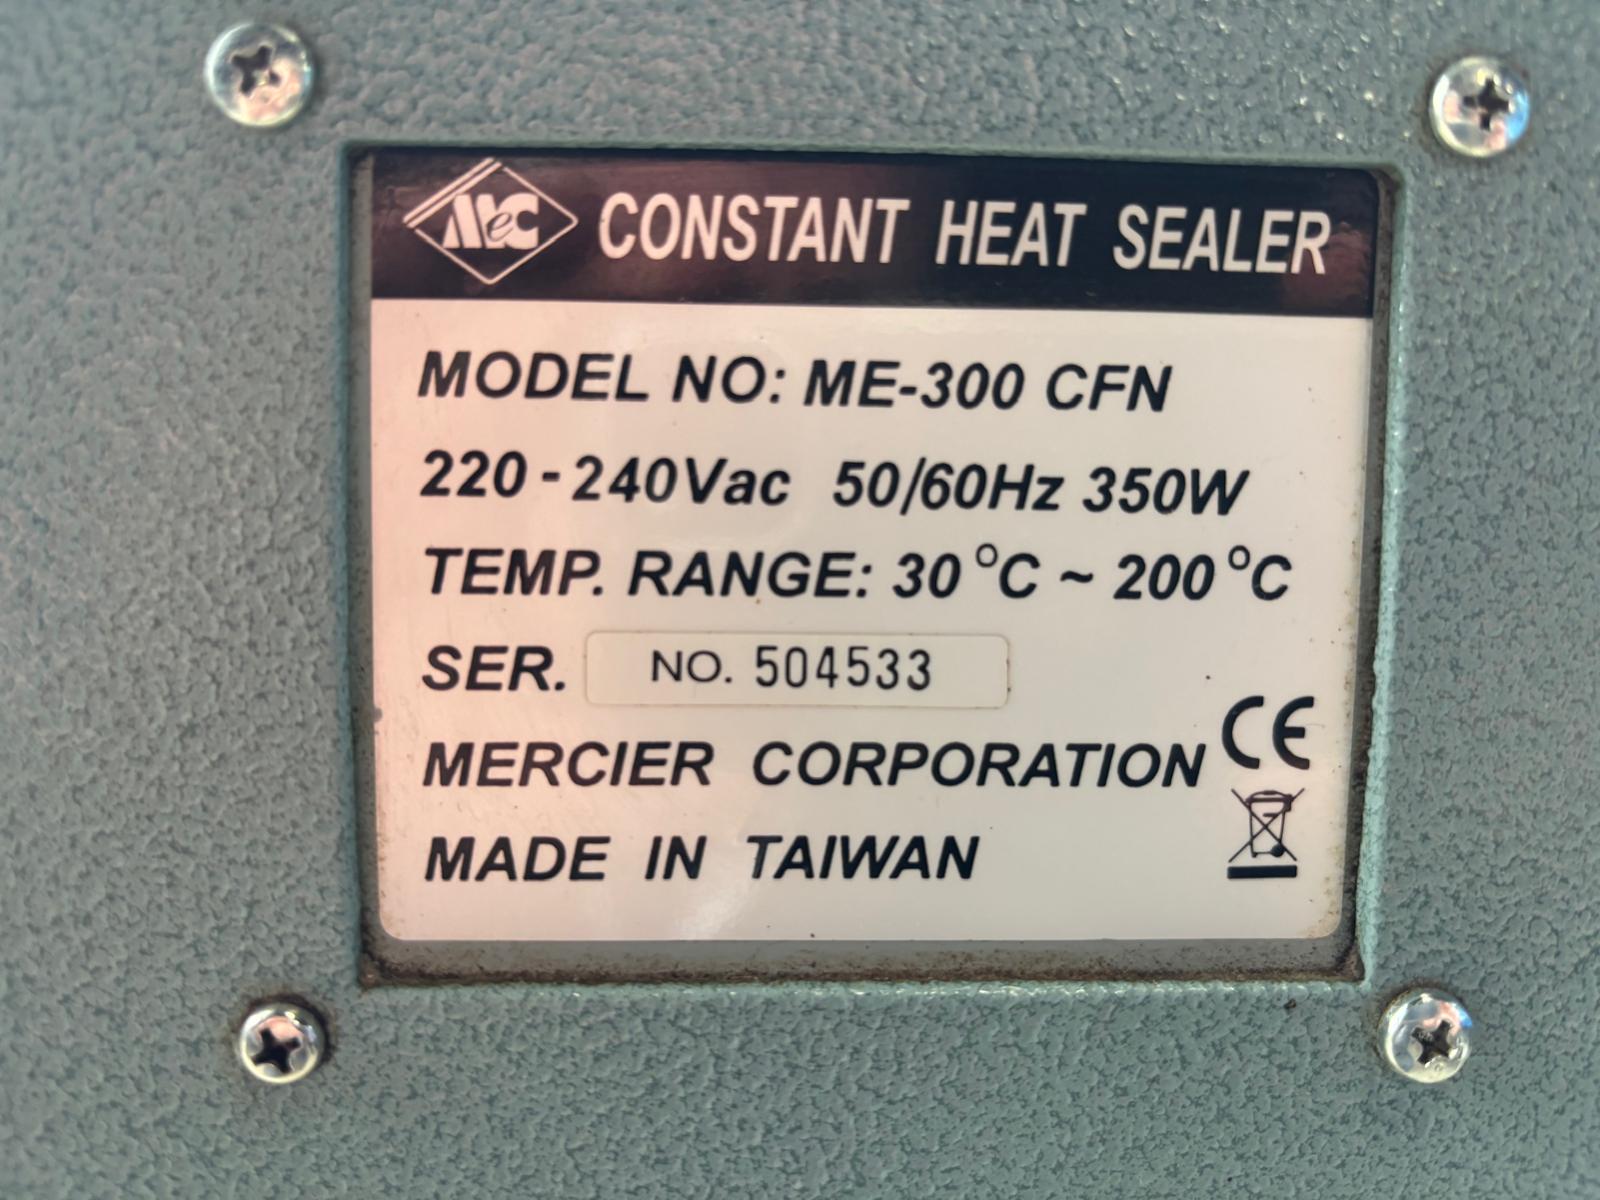 MeC CONSTANT HEAT SEALER
MODEL NO: ME-300 CFN
220-240Vac 50/60Hz 350W
TEMP. RANGE: 30°C ~ 200°C
SER. NO. 504533
MERCIER CORPORATION CE
MADE IN TAIWAN